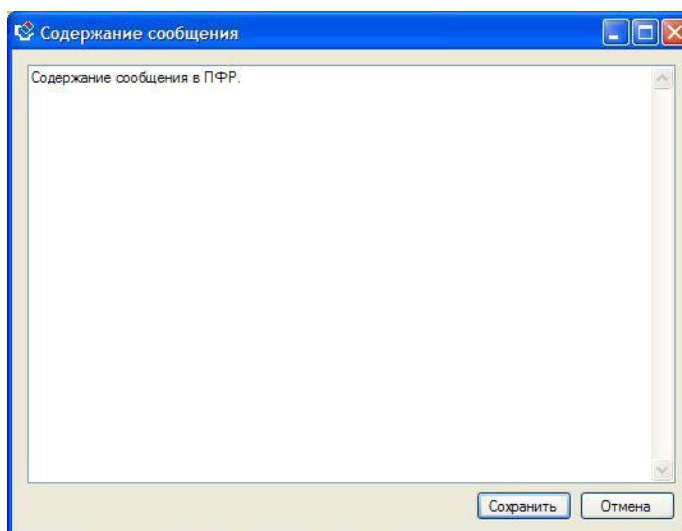 Содержание сообщения
Содержание сообщения в ПФР.
Сохранить
Отмена